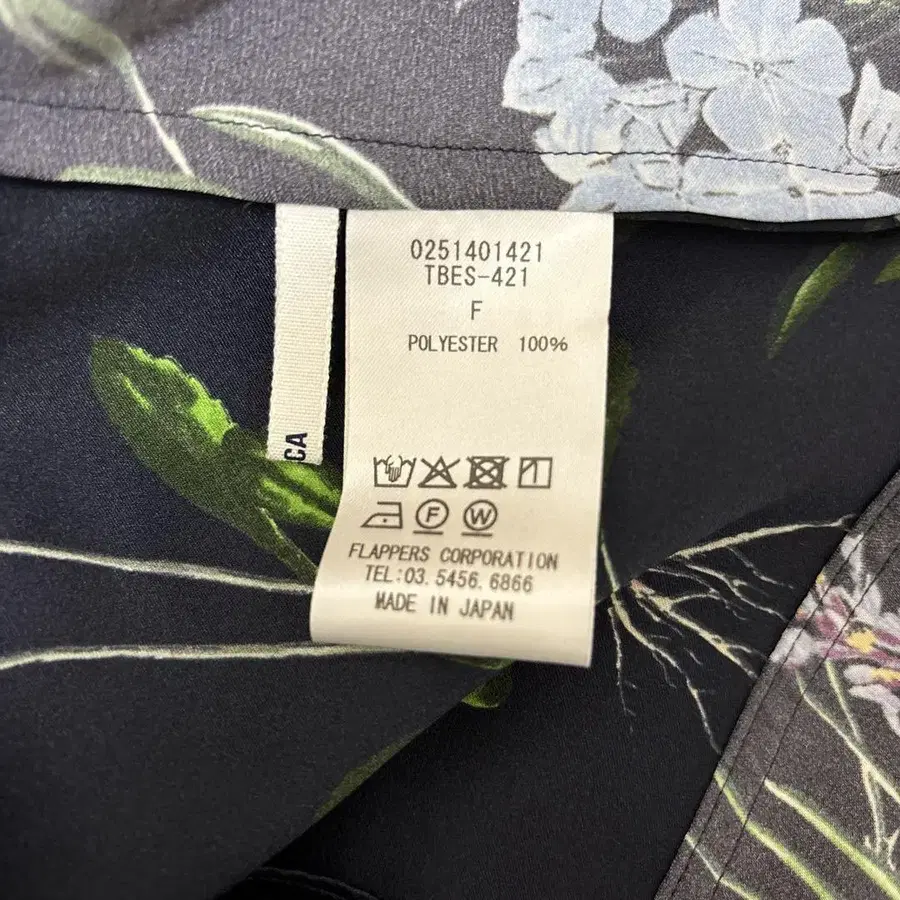 0251401421
TBES-421
F
POLYESTER 100%
F W
FLAPPERS CORPORATION
TEL:03.5456.6866
MADE IN JAPAN
CA